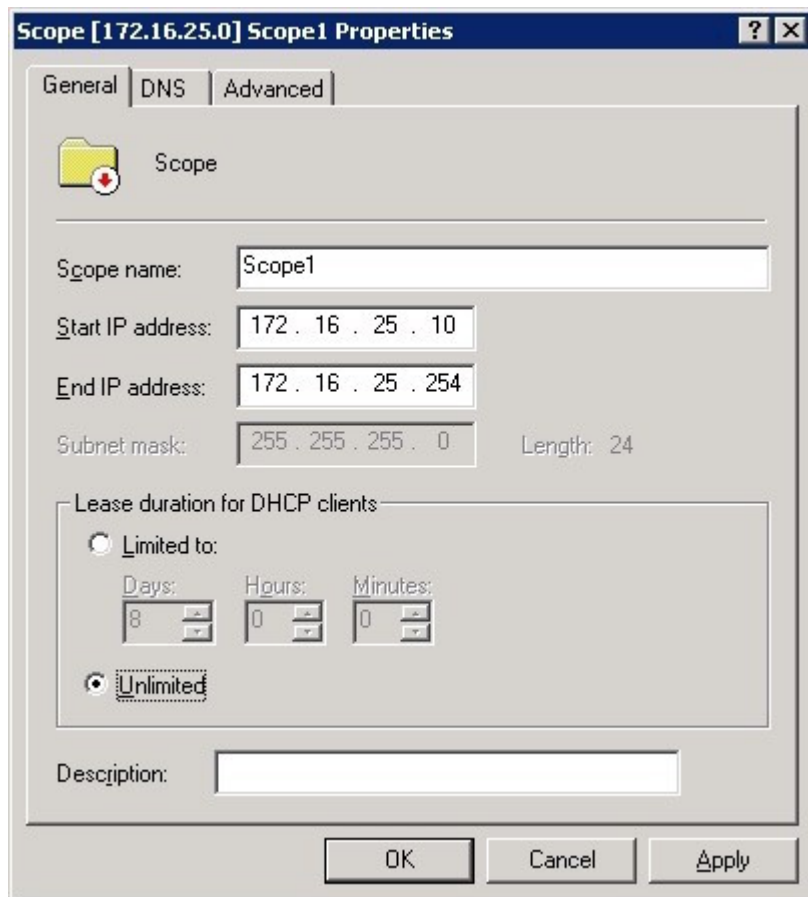 Scope [172.16.25.0] Scope1 Properties
General DNS Advanced
Scope
Scope name: Scope1
Start IP address: 172 . 16 . 25 . 10
End IP address: 172 . 16 . 25 . 254
Subnet mask: 255 . 255 . 255 . 0 Length: 24
Lease duration for DHCP clients
Limited to:
Days: Hours: Minutes:
8 0 0
Unlimited
Description:
OK Cancel Apply